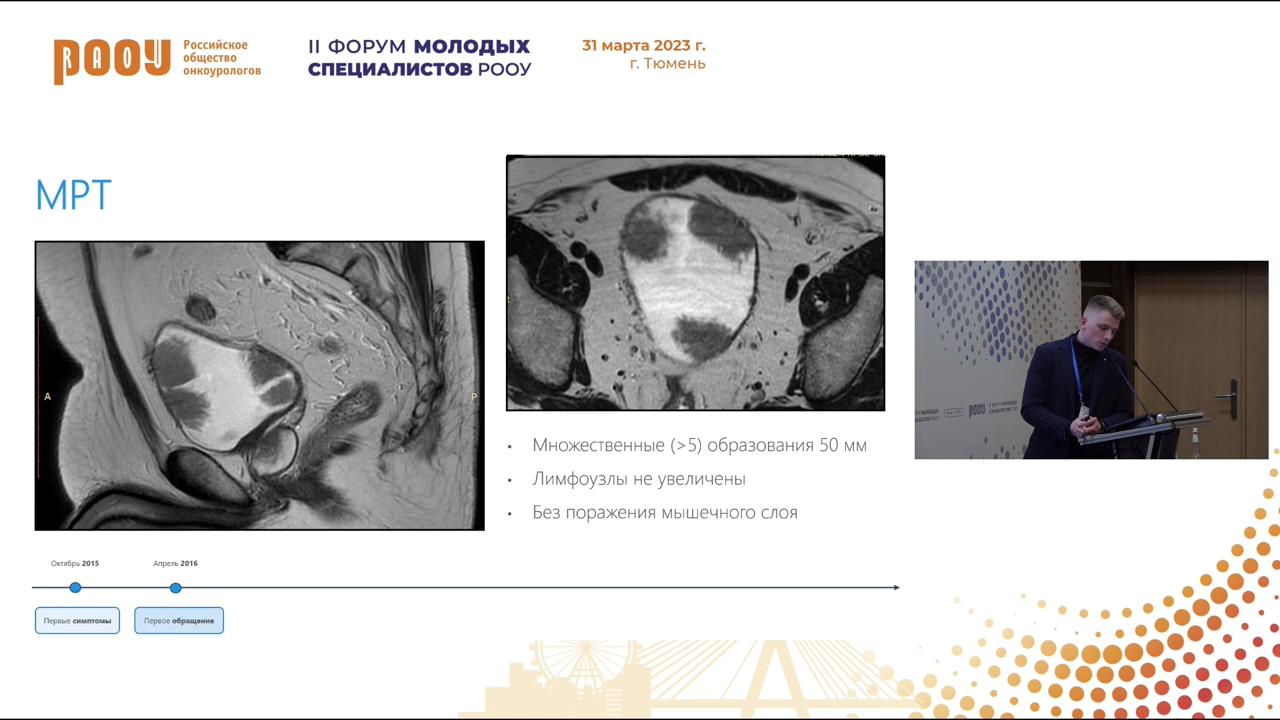 РООУ
RAOU
Российское
общество
онкоурологов
II ФОРУМ МОЛОДЫХ
СПЕЦИАЛИСТОВ РООУ
31 марта 2023 г.
г. Тюмень
МРТ
A
P
• Множественные (>5) образования 50 мм
• Лимфоузлы не увеличены
• Без поражения мышечного слоя
Октябрь 2015
Апрель 2016
Первые симптомы
Первое обращение